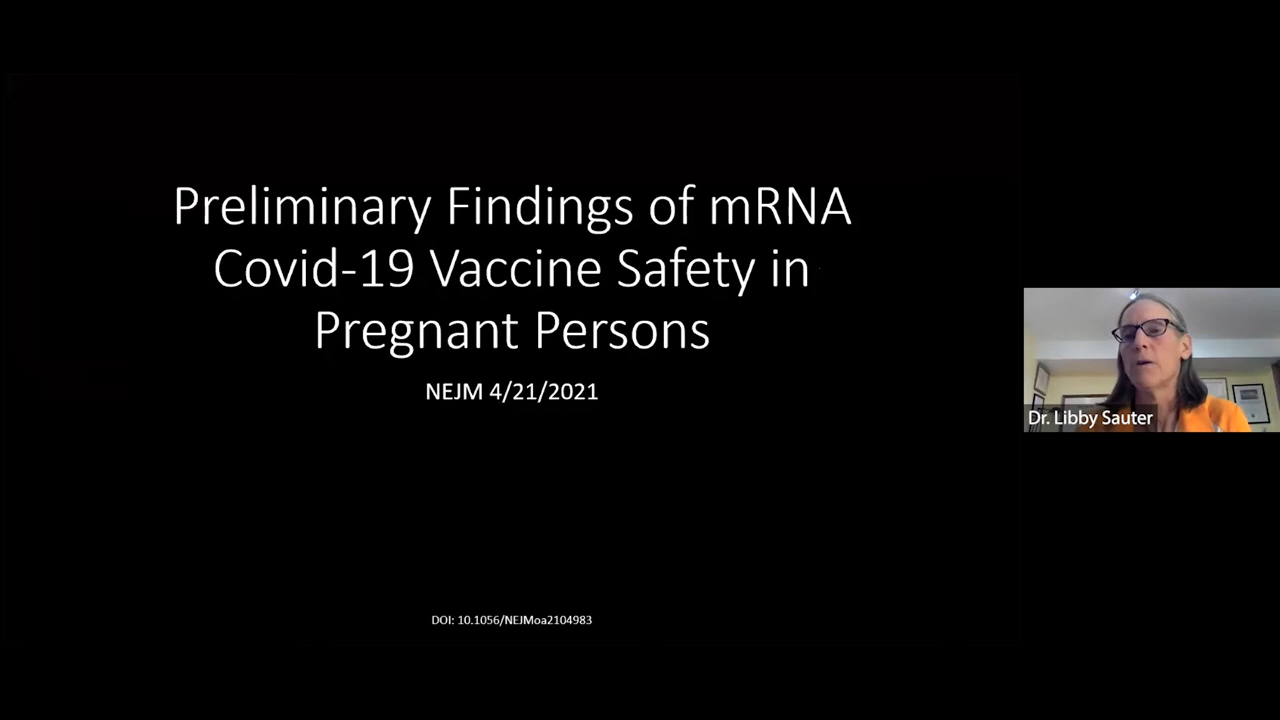 Preliminary Findings of mRNA
Covid-19 Vaccine Safety in
Pregnant Persons
NEJM 4/21/2021
DOI: 10.1056/NEJMoa2104983
Dr. Libby Sauter